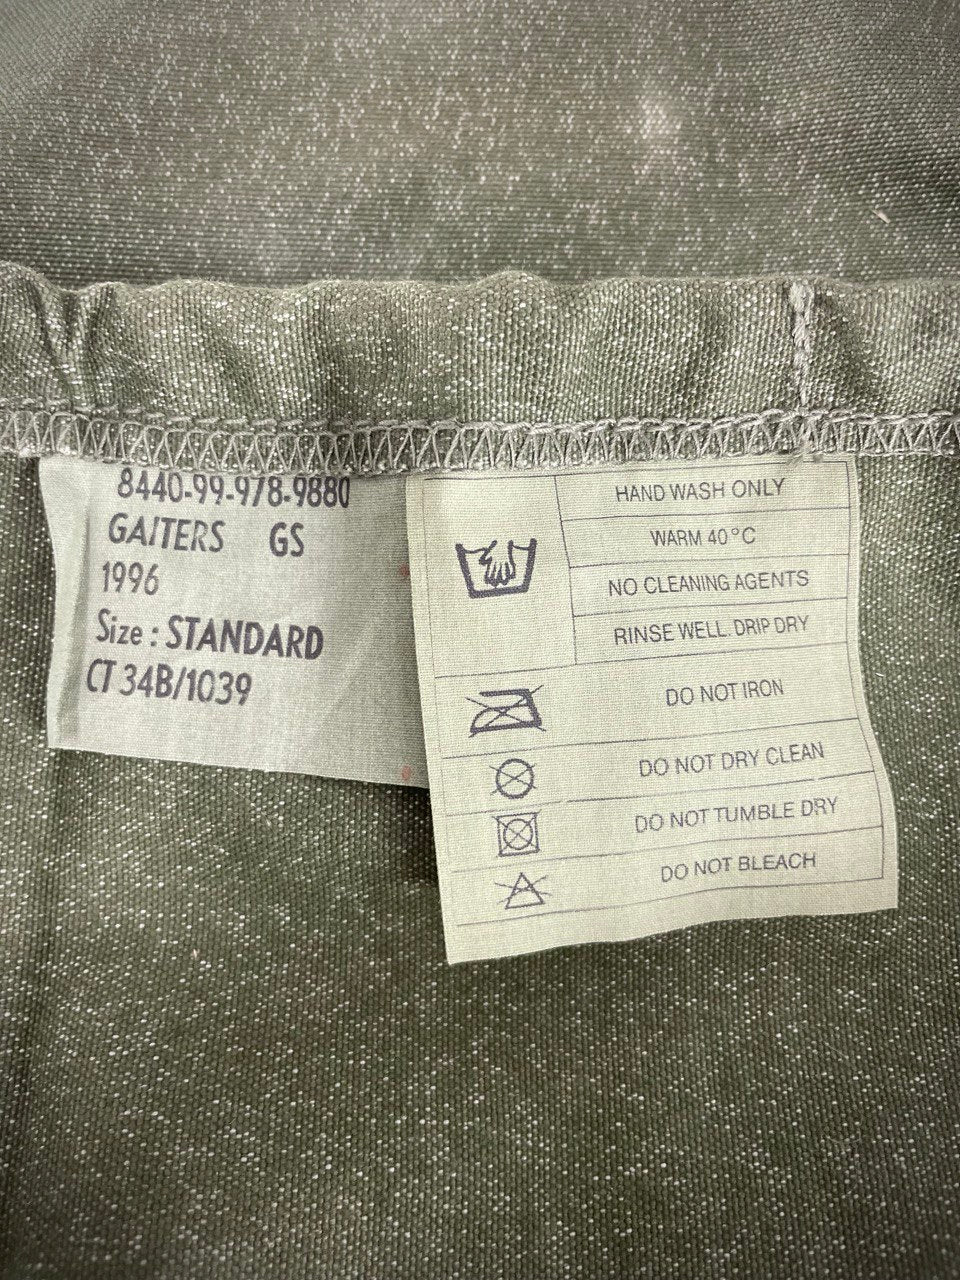 8440-99-978-9880
GAITERS GS
1996
Size : STANDARD
CT 34B/1039
HAND WASH ONLY
WARM 40°C
NO CLEANING AGENTS
RINSE WELL. DRIP DRY
DO NOT IRON
DO NOT DRY CLEAN
DO NOT TUMBLE DRY
DO NOT BLEACH